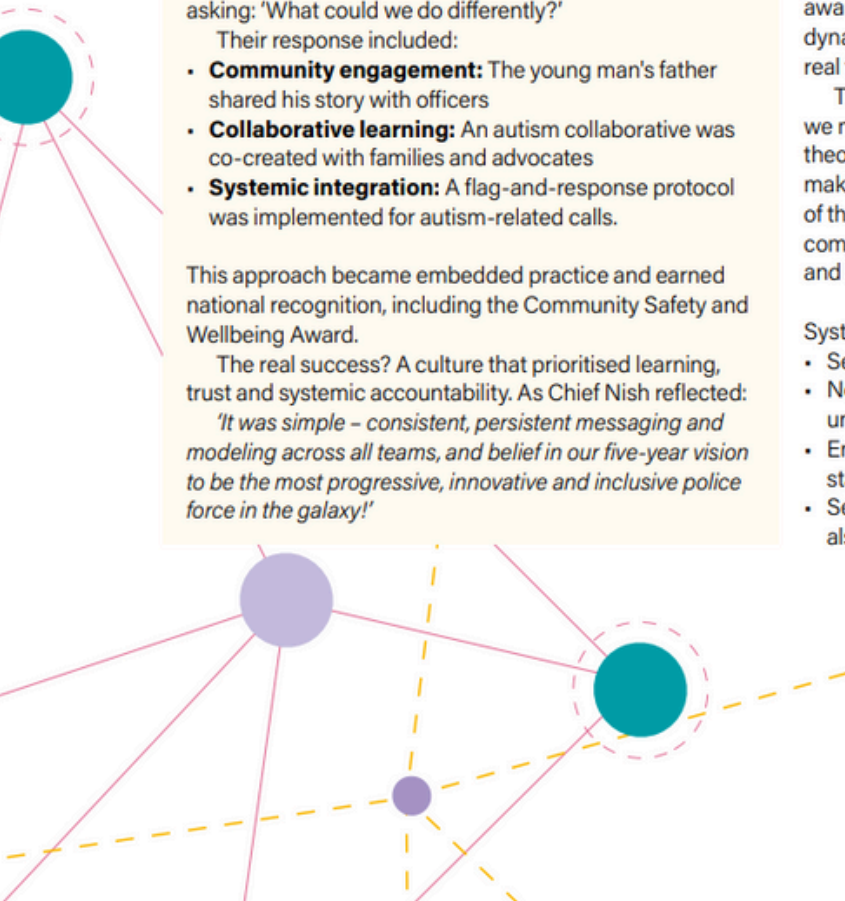 asking: ‘What could we do differently?’
Their response included:
• Community engagement: The young man's father
shared his story with officers
• Collaborative learning: An autism collaborative was
co-created with families and advocates
• Systemic integration: A flag-and-response protocol
was implemented for autism-related calls.
This approach became embedded practice and earned
national recognition, including the Community Safety and
Wellbeing Award.
The real success? A culture that prioritised learning,
trust and systemic accountability. As Chief Nish reflected:
‘It was simple – consistent, persistent messaging and
modeling across all teams, and belief in our five-year vision
to be the most progressive, innovative and inclusive police
force in the galaxy!’
real
we
of th
and